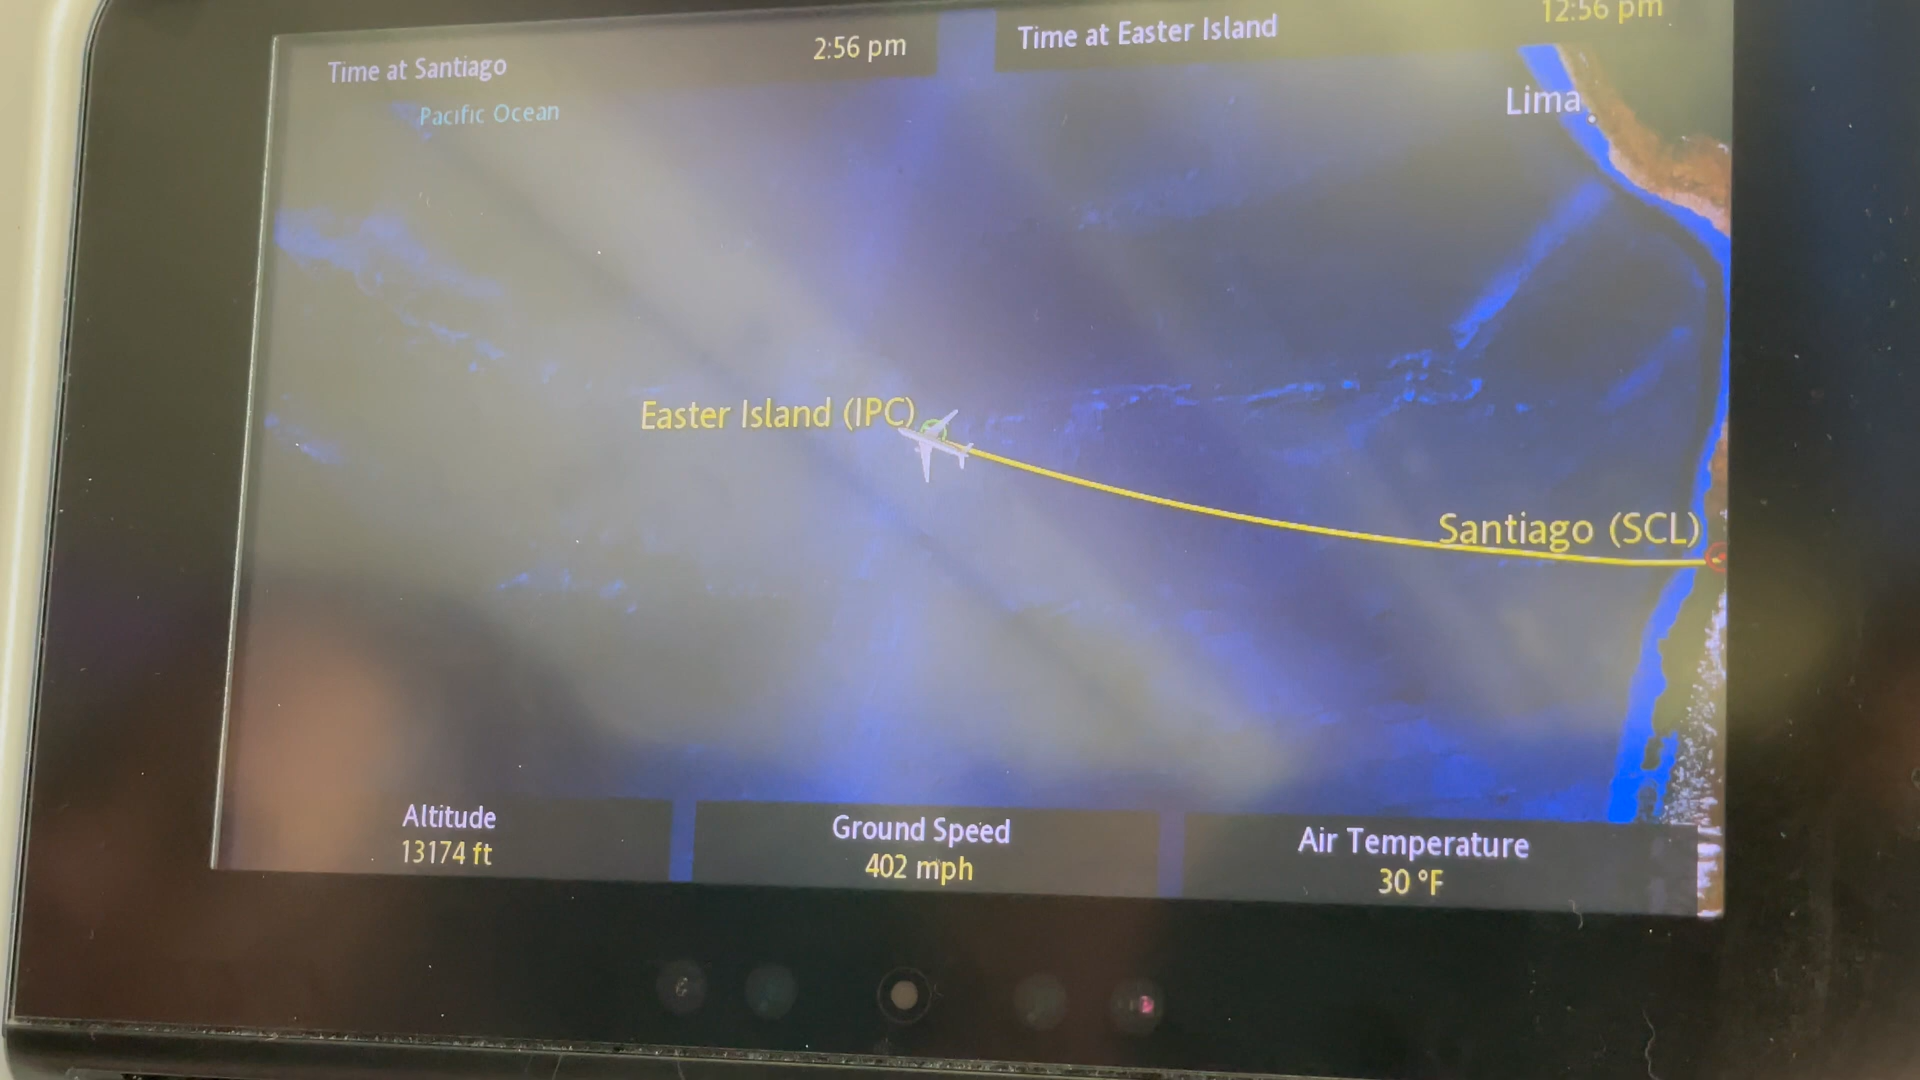 Time at Santiago
2:56 pm
Time at Easter Island
12:56 pm
Pacific Ocean
Lima
Easter Island (IPC)
Santiago (SCL)
Altitude
13174 ft
Ground Speed
402 mph
Air Temperature
30 °F